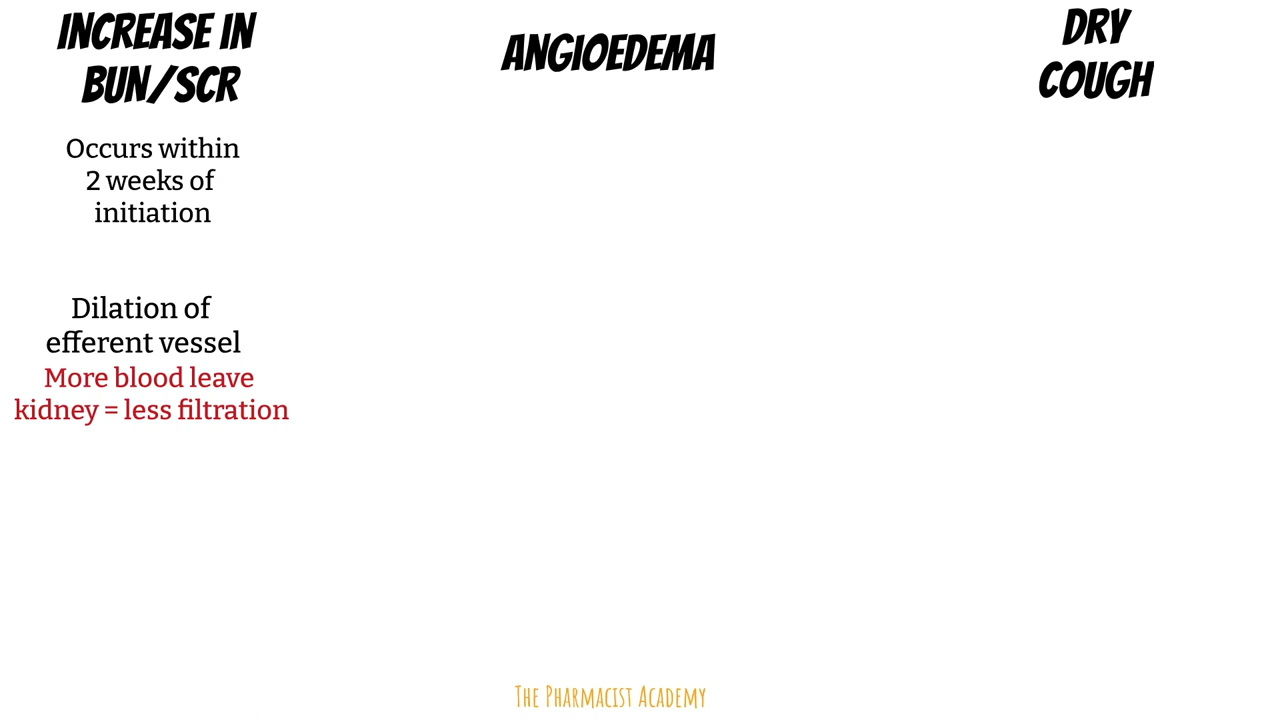 INCREASE IN
BUN/SCR
Occurs within
2 weeks of
initiation
Dilation of
efferent vessel
More blood leave
kidney = less filtration
ANGIOEDEMA
DRY
COUGH
The Pharmacist Academy